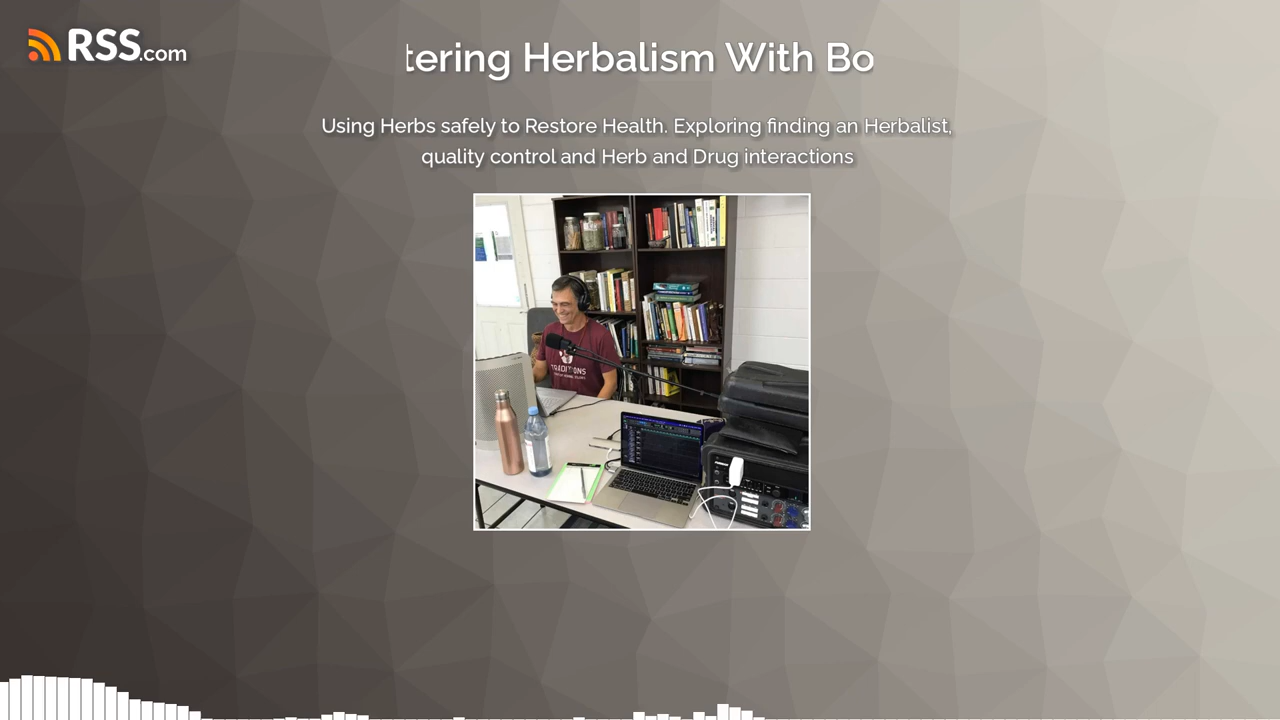 RSS.com
tering Herbalism With Bo
Using Herbs safely to Restore Health. Exploring finding an Herbalist,
quality control and Herb and Drug interactions